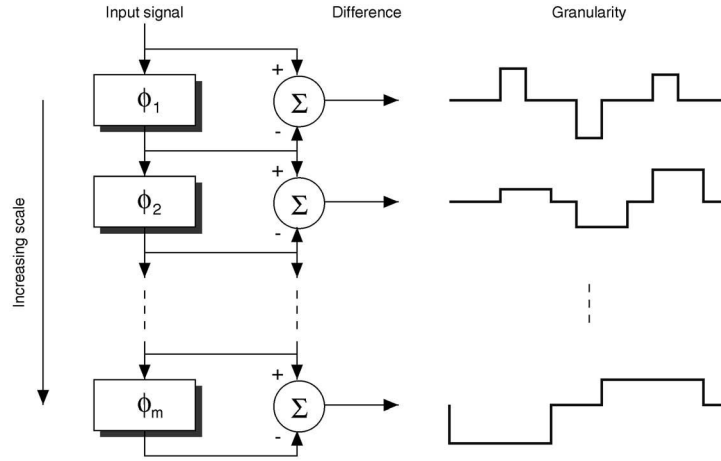 Input signal
Difference
Granularity
Increasing scale
+
ϕ1
Σ
-
+
ϕ2
Σ
-
+
ϕm
Σ
-